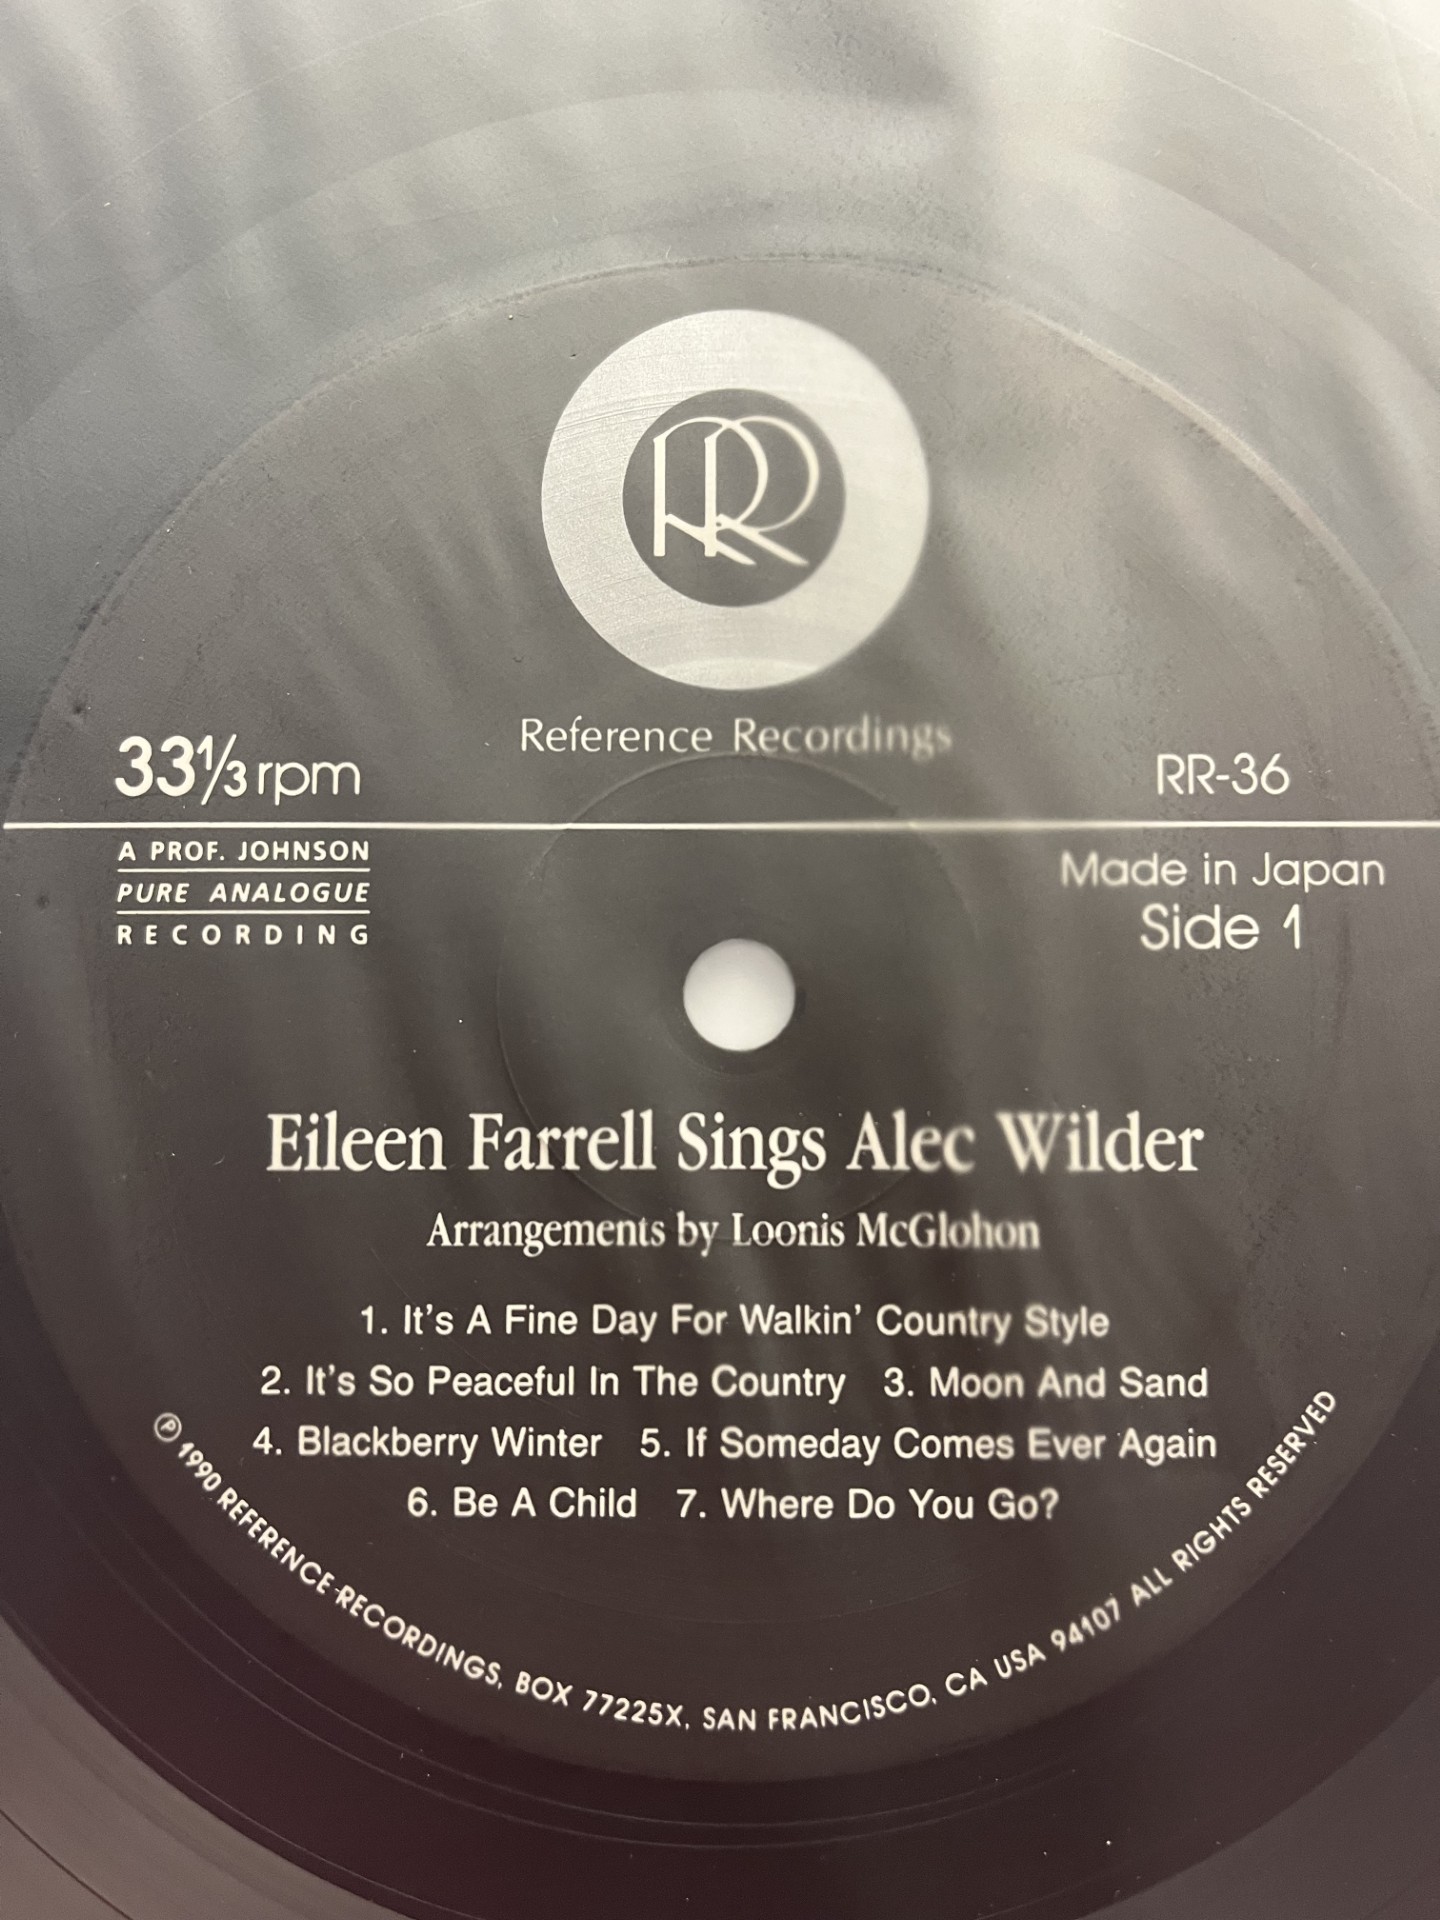 RR
Reference Recordings
33⅓ rpm
RR-36
A PROF. JOHNSON
PURE ANALOGUE
RECORDING
Made in Japan
Side 1
Eileen Farrell Sings Alec Wilder
Arrangements by Loonis McGlohon
1. It's A Fine Day For Walkin' Country Style
2. It's So Peaceful In The Country 3. Moon And Sand
4. Blackberry Winter 5. If Someday Comes Ever Again
6. Be A Child 7. Where Do You Go?
℗ 1990 REFERENCE RECORDINGS, BOX 77225X, SAN FRANCISCO, CA USA 94107 ALL RIGHTS RESERVED